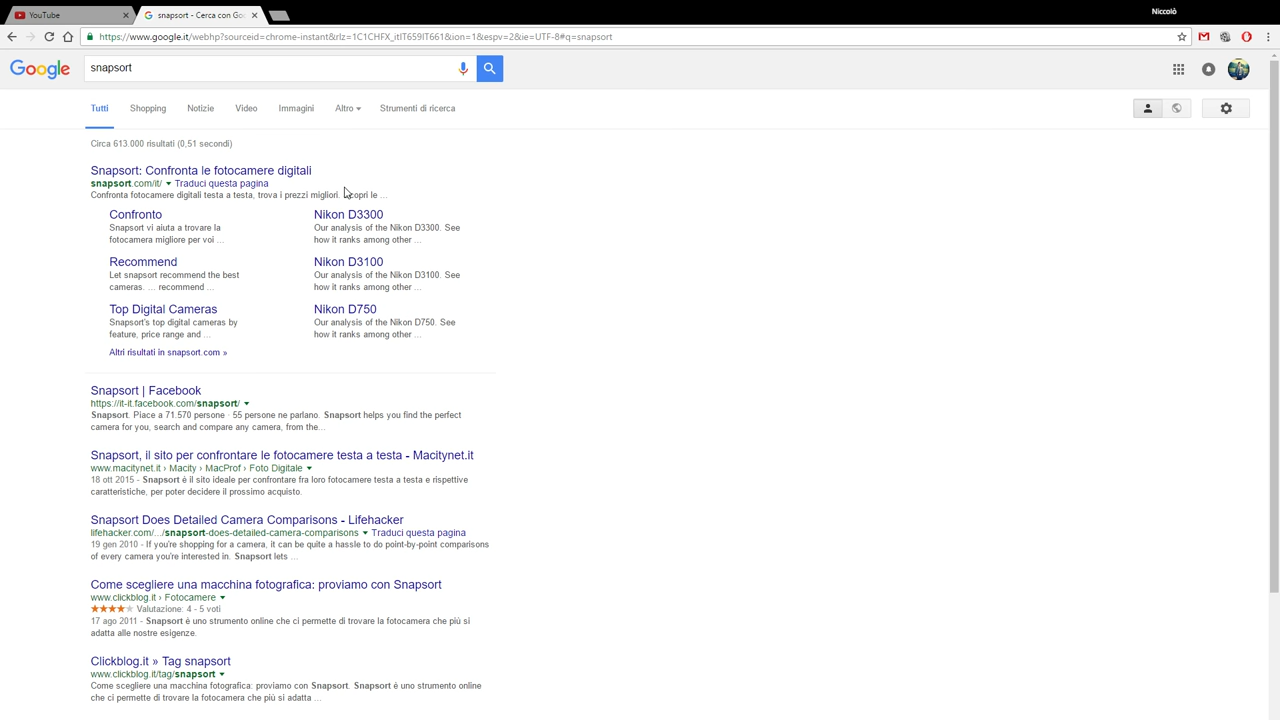 YouTube
snapsort - Cerca con Goo
Niccolò
https://www.google.it/webhp?sourceid=chrome-instant&rlz=1C1CHFX_itIT659IT661&ion=1&espv=2&ie=UTF-8#q=snapsort
Google
snapsort
Tutti Shopping Notizie Video Immagini Altro Strumenti di ricerca
Circa 613.000 risultati (0,51 secondi)
Snapsort: Confronta le fotocamere digitali
snapsort.com/it/ Traduci questa pagina
Confronta fotocamere digitali testa a testa, trova i prezzi migliori. Scopri le ...
Confronto
Snapsort vi aiuta a trovare la
fotocamera migliore per voi ...
Nikon D3300
Our analysis of the Nikon D3300. See
how it ranks among other ...
Recommend
Let snapsort recommend the best
cameras. ... recommend ...
Nikon D3100
Our analysis of the Nikon D3100. See
how it ranks among other ...
Top Digital Cameras
Snapsort's top digital cameras by
feature, price range and ...
Nikon D750
Our analysis of the Nikon D750. See
how it ranks among other ...
Altri risultati in snapsort.com »
Snapsort | Facebook
https://it-it.facebook.com/snapsort/
Snapsort. Piace a 71.570 persone · 55 persone ne parlano. Snapsort helps you find the perfect
camera for you, search and compare any camera, from the...
Snapsort, il sito per confrontare le fotocamere testa a testa - Macitynet.it
www.macitynet.it › Macity › MacProf › Foto Digitale
18 ott 2015 - Snapsort é il sito ideale per confrontare fra loro fotocamere testa a testa e rispettive
caratteristiche, per poter decidere il prossimo acquisto.
Snapsort Does Detailed Camera Comparisons - Lifehacker
lifehacker.com/.../snapsort-does-detailed-camera-comparisons Traduci questa pagina
19 gen 2010 - If you're shopping for a camera, it can be quite a hassle to do point-by-point comparisons
of every camera you're interested in. Snapsort lets ...
Come scegliere una macchina fotografica: proviamo con Snapsort
www.clickblog.it › Fotocamere
Valutazione: 4 - 5 voti
17 ago 2011 - Snapsort è uno strumento online che ci permette di trovare la fotocamera che più si
adatta alle nostre esigenze.
Clickblog.it » Tag snapsort
www.clickblog.it/tag/snapsort
Come scegliere una macchina fotografica: proviamo con Snapsort. Snapsort è uno strumento online
che ci permette di trovare la fotocamera che più si adatta ...